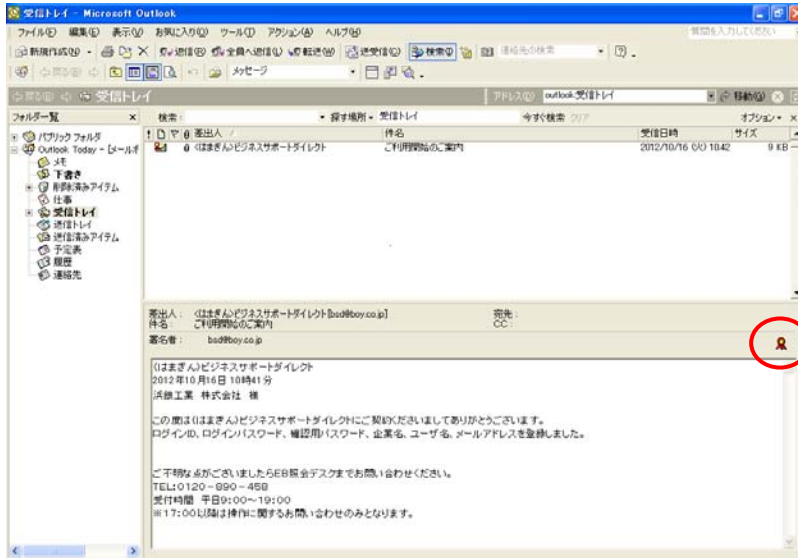 受信トレイ - Microsoft Outlook
ファイル(F) 編集(E) 表示(V) お気に入り(O) ツール(T) アクション(A) ヘルプ(H)
質問を入力してください
新規作成(N) 返信(R) 全員へ返信(L) 転送(W) 送受信(C) 検索(I) 連絡先の検索
戻る(B) メッセージ
戻る(B) 受信トレイ アドレス(D) outlook:受信トレイ 移動(G)
フォルダー一覧 × 検索: 探す場所 受信トレイ 今すぐ検索 クリア オプション ×
差出人 件名 受信日時 サイズ
〈はまぎん〉ビジネスサポートダイレクト ご利用開始のご案内 2012/10/16 (火) 10:42 9 KB
パブリック フォルダ
Outlook Today - [メールボ
メモ
下書き
削除済みアイテム
仕事
受信トレイ
送信トレイ
送信済みアイテム
予定表
履歴
連絡先
差出人: 〈はまぎん〉ビジネスサポートダイレクト[bsd@boy.co.jp] 宛先:
件名: ご利用開始のご案内 CC:
署名者: bsd@boy.co.jp
〈はまぎん〉ビジネスサポートダイレクト
2012年10月16日 10時41分
浜銀工業 株式会社 様
この度は〈はまぎん〉ビジネスサポートダイレクトにご契約くださいましてありがとうございます。
ログインID、ログインパスワード、確認用パスワード、企業名、ユーザ名、メールアドレスを登録しました。
ご不明な点がございましたらEB照会デスクまでお問い合わせください。
TEL:0120-890-458
受付時間 平日9:00～19:00
※17:00以降は操作に関するお問い合わせのみとなります。